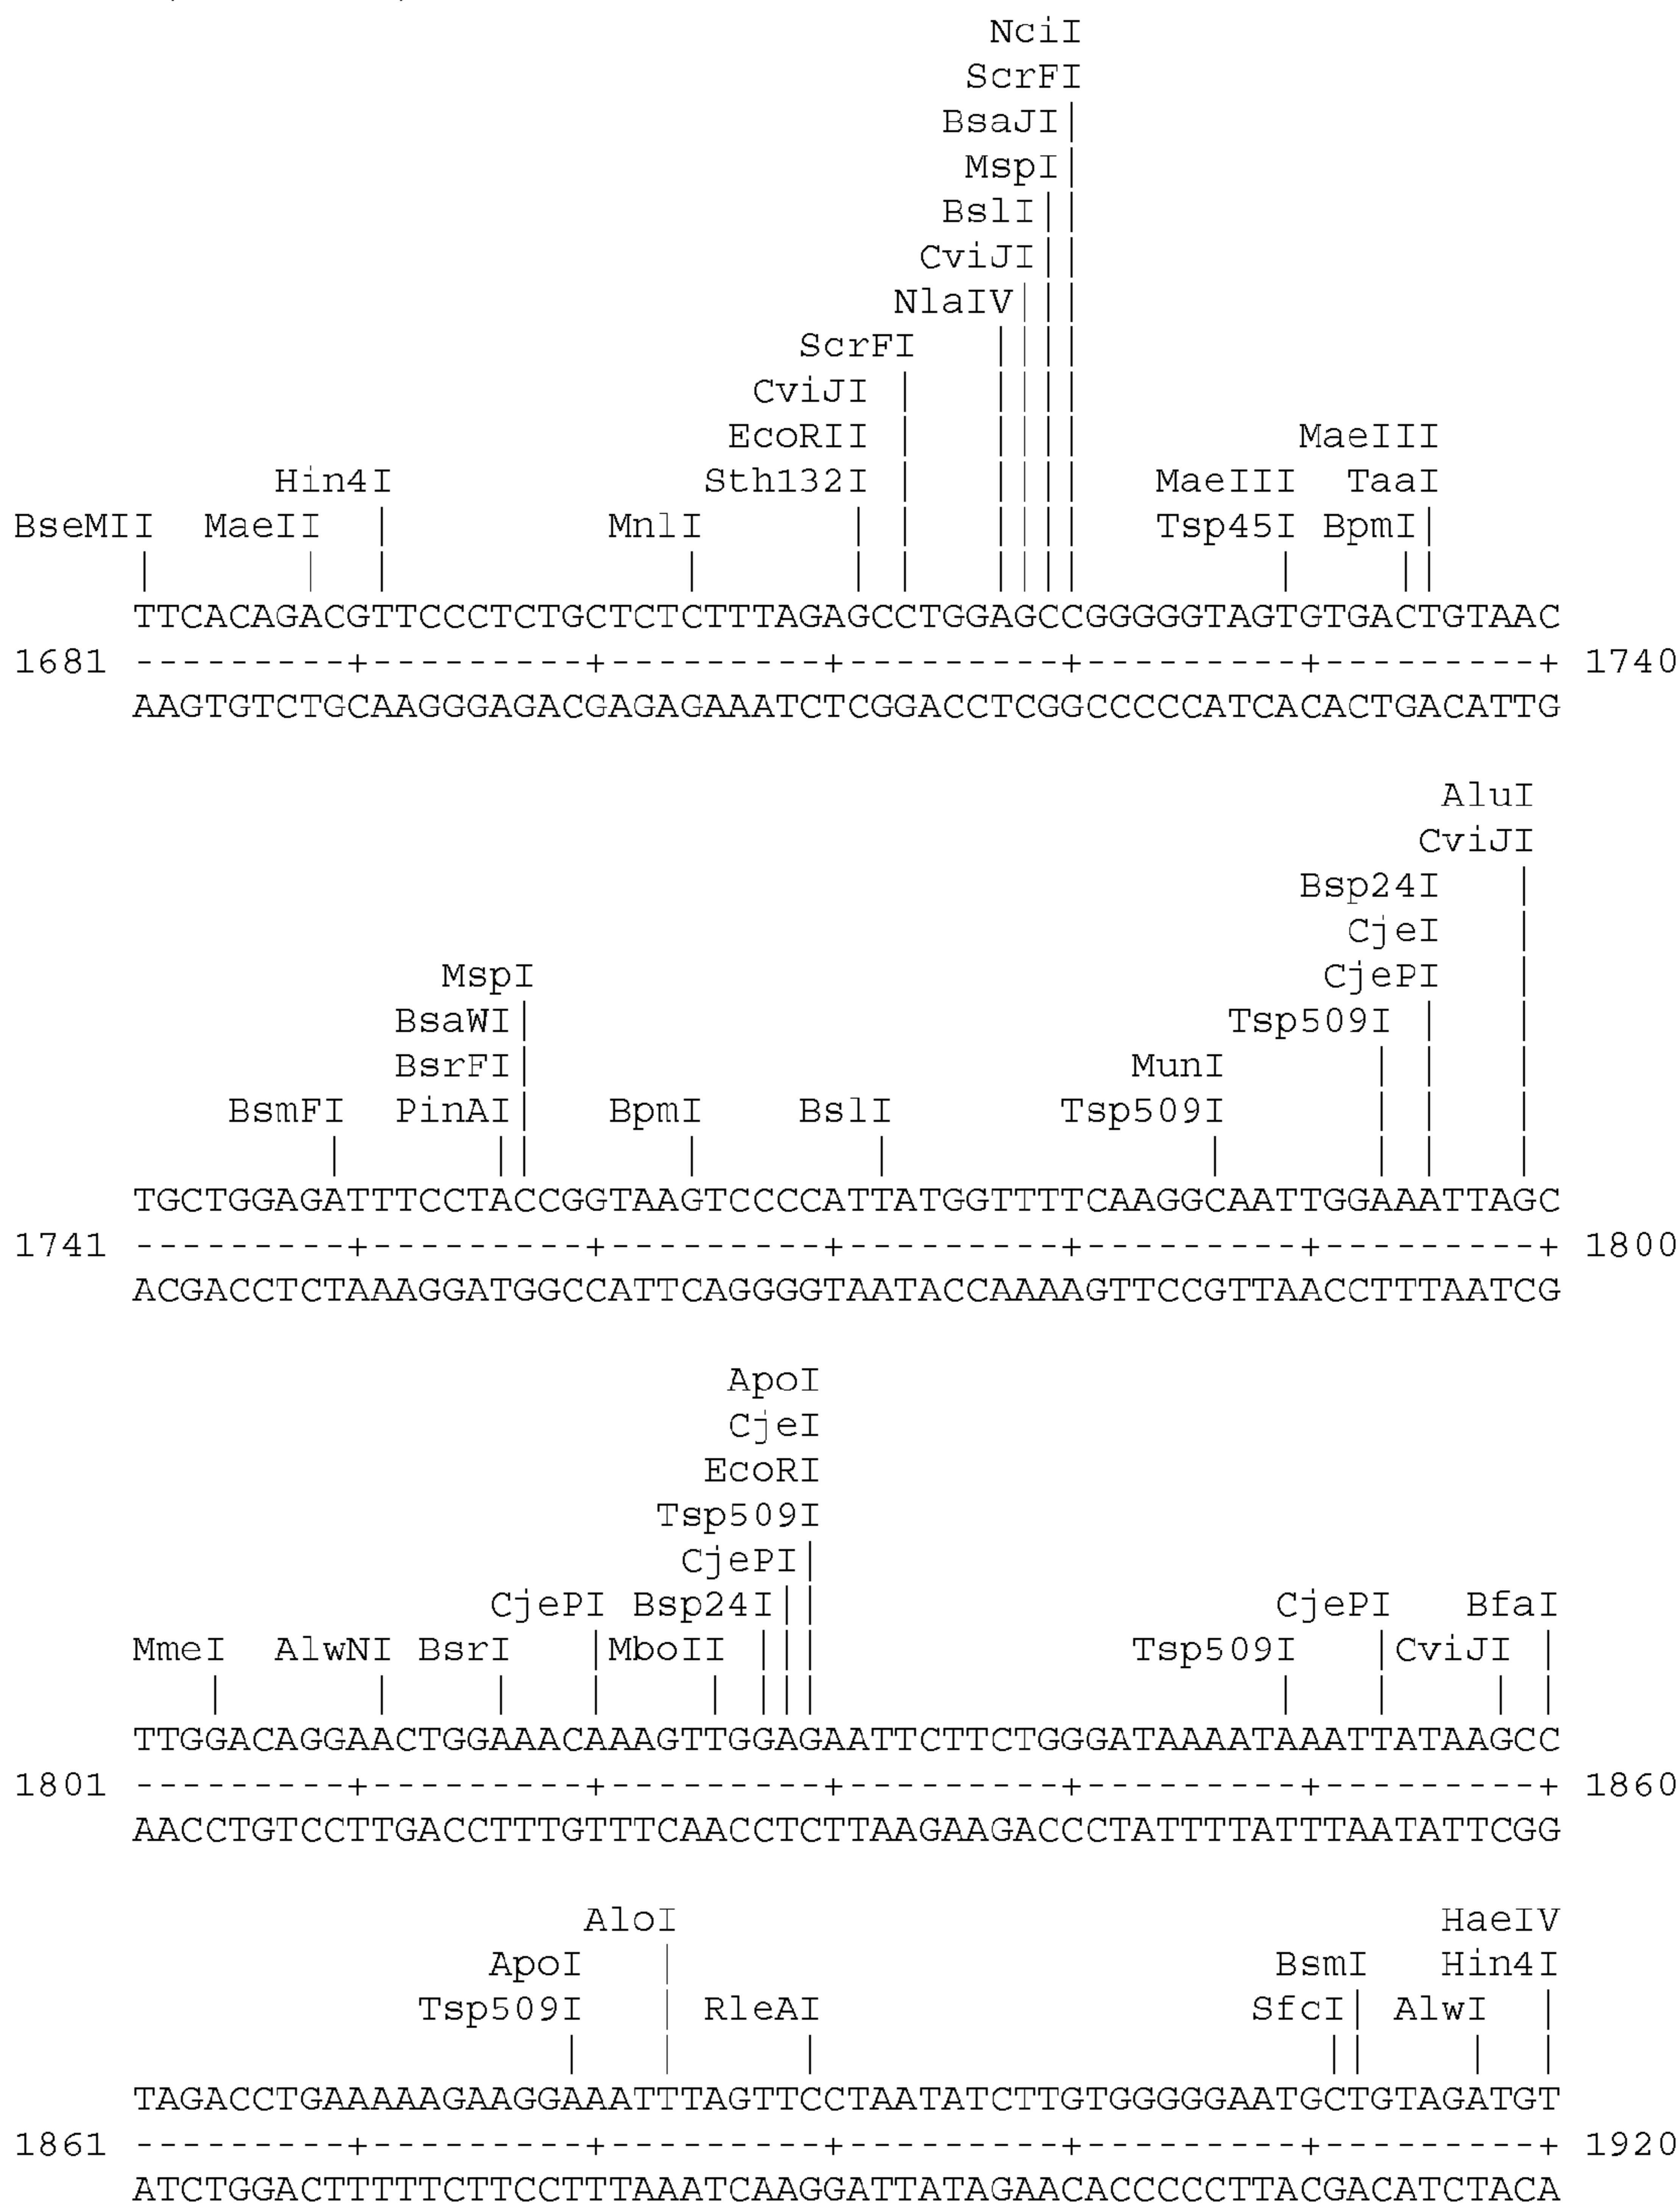 NciI
ScrFI
BsaJI|
MspI|
BslI||
CviJI||
NlaIV|||
ScrFI ||||
CviJI | ||||
EcoRII | |||| MaeIII
Hin4I Sth132I | |||| MaeIII TaaI
BseMII MaeII | MnlI | | |||| Tsp45I BpmI|
| | | | | | |||| | ||
TTCACAGACGTTCCCTCTGCTCTCTTTAGAGCCTGGAGCCGGGGGTAGTGTGACTGTAAC
1681 ---------+---------+---------+---------+---------+---------+ 1740
AAGTGTCTGCAAGGGAGACGAGAGAAATCTCGGACCTCGGCCCCCATCACACTGACATTG
AluI
CviJI
Bsp24I |
CjeI |
MspI CjePI |
BsaWI| Tsp509I | |
BsrFI| MunI | | |
BsmFI PinAI| BpmI BslI Tsp509I | | |
| || | | | | | |
TGCTGGAGATTTCCTACCGGTAAGTCCCCATTATGGTTTTCAAGGCAATTGGAAATTAGC
1741 ---------+---------+---------+---------+---------+---------+ 1800
ACGACCTCTAAAGGATGGCCATTCAGGGGTAATACCAAAAGTTCCGTTAACCTTTAATCG
ApoI
CjeI
EcoRI
Tsp509I
CjePI|
CjePI Bsp24I|| CjePI BfaI
MmeI AlwNI BsrI |MboII ||| Tsp509I |CviJI |
| | | | | ||| | | | |
TTGGACAGGAACTGGAAACAAAGTTGGAGAATTCTTCTGGGATAAAATAAATTATAAGCC
1801 ---------+---------+---------+---------+---------+---------+ 1860
AACCTGTCCTTGACCTTTGTTTCAACCTCTTAAGAAGACCCTATTTTATTTAATATTCGG
AloI HaeIV
ApoI | BsmI Hin4I
Tsp509I | RleAI SfcI| AlwI |
| | | || | |
TAGACCTGAAAAAGAAGGAAATTTAGTTCCTAATATCTTGTGGGGGAATGCTGTAGATGT
1861 ---------+---------+---------+---------+---------+---------+ 1920
ATCTGGACTTTTTCTTCCTTTAAATCAAGGATTATAGAACACCCCCTTACGACATCTACA